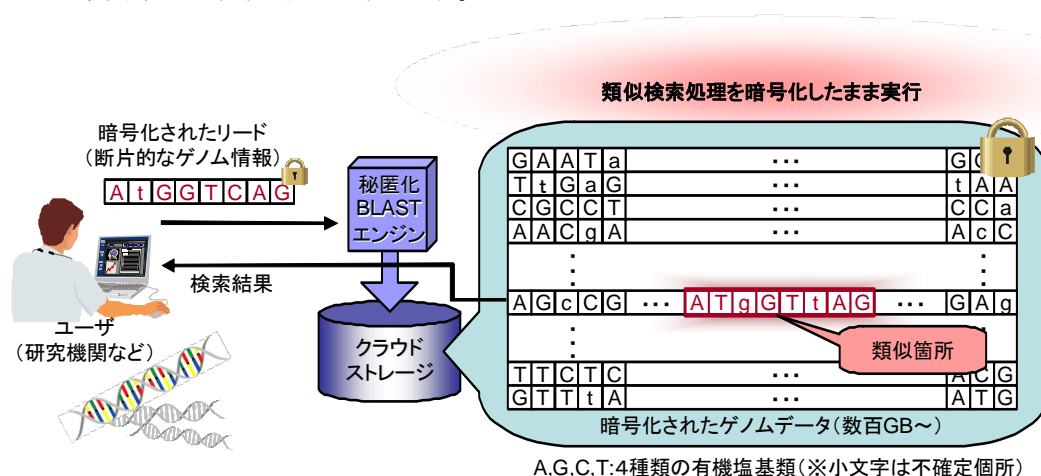 類似検索処理を暗号化したまま実行
暗号化されたリード
(断片的なゲノム情報)
A t G G T C A G
秘匿化
BLAST
エンジン
検索結果
ユーザ
(研究機関など)
クラウド
ストレージ
G A A T a ・・・ G
T t G a G ・・・ t A A
C G C C T ・・・ C C a
A A C g A ・・・ A c C
A G c C G ・・・ A T g G T t A G ・・・ G A g
類似箇所
T T C T C ・・・ A C G
G T T t A ・・・ A T G
暗号化されたゲノムデータ(数百GB～)
A,G,C,T:4種類の有機塩基類(※小文字は不確定個所)